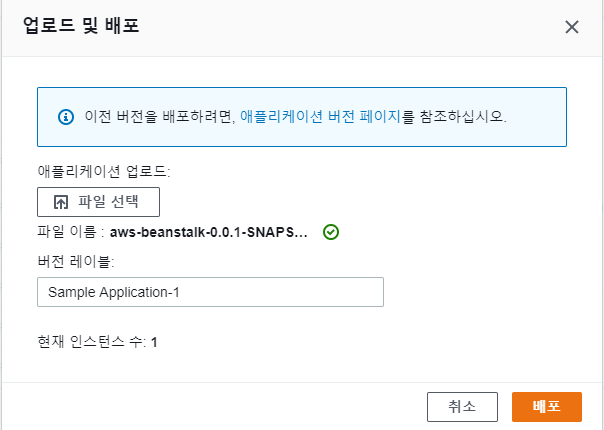 업로드 및 배포
이전 버전을 배포하려면, 애플리케이션 버전 페이지를 참조하십시오.
애플리케이션 업로드:
파일 선택
파일 이름 : aws-beanstalk-0.0.1-SNAPS...
버전 레이블:
Sample Application-1
현재 인스턴스 수: 1
취소 배포